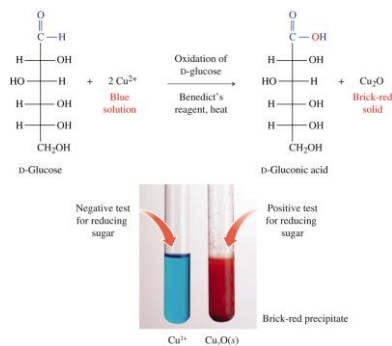 O
C—H
H—OH
HO—H
H—OH
H—OH
CH₂OH
D-Glucose
+ 2 Cu²⁺
Blue
solution
Oxidation of
D-glucose
Benedict's
reagent, heat
O
C—OH
H—OH
HO—H
H—OH
H—OH
CH₂OH
D-Gluconic acid
+ Cu₂O
Brick-red
solid
Negative test
for reducing
sugar
Positive test
for reducing
sugar
Brick-red precipitate
Cu²⁺
Cu₂O(s)